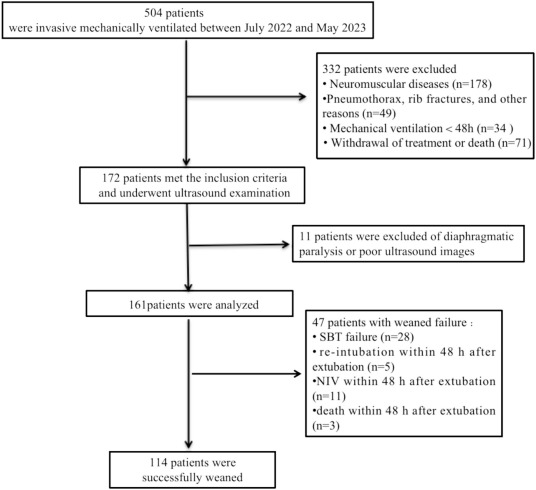 504 patients
were invasive mechanically ventilated between July 2022 and May 2023
332 patients were excluded
• Neuromuscular diseases (n=178)
•Pneumothorax, rib fractures, and other
reasons (n=49)
• Mechanical ventilation < 48h (n=34 )
• Withdrawal of treatment or death (n=71)
172 patients met the inclusion criteria
and underwent ultrasound examination
11 patients were excluded of diaphragmatic
paralysis or poor ultrasound images
161patients were analyzed
47 patients with weaned failure :
• SBT failure (n=28)
• re-intubation within 48 h after
extubation (n=5)
•NIV within 48 h after extubation
(n=11)
•death within 48 h after extubation
(n=3)
114 patients were
successfully weaned